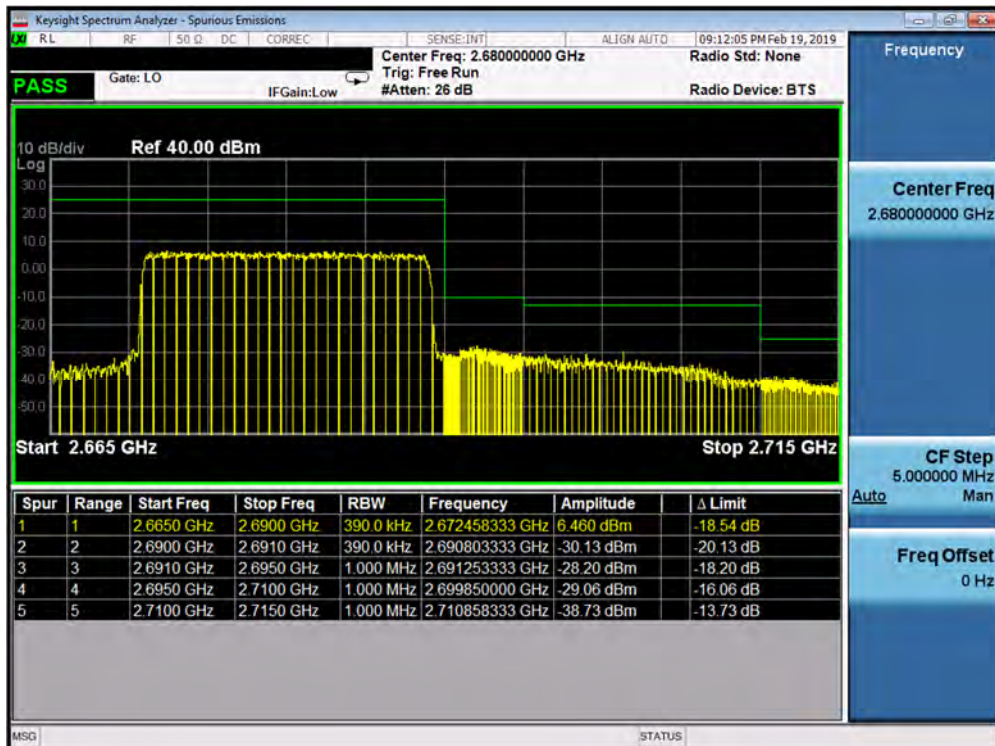 Keysight Spectrum Analyzer - Spurious Emissions
LXI RL RF 50 Ω DC CORREC SENSE:INT ALIGN AUTO 09:12:05 PM Feb 19, 2019
Center Freq: 2.680000000 GHz Radio Std: None
PASS Gate: LO Trig: Free Run
IFGain:Low #Atten: 26 dB Radio Device: BTS
10 dB/div Ref 40.00 dBm
Log
30.0
20.0
10.0
0.00
-10.0
-20.0
-30.0
-40.0
-50.0
Start 2.665 GHz Stop 2.715 GHz
Spur Range Start Freq Stop Freq RBW Frequency Amplitude Δ Limit
1 1 2.6650 GHz 2.6900 GHz 390.0 kHz 2.672458333 GHz 6.460 dBm -18.54 dB
2 2 2.6900 GHz 2.6910 GHz 390.0 kHz 2.690803333 GHz -30.13 dBm -20.13 dB
3 3 2.6910 GHz 2.6950 GHz 1.000 MHz 2.691253333 GHz -28.20 dBm -18.20 dB
4 4 2.6950 GHz 2.7100 GHz 1.000 MHz 2.699850000 GHz -29.06 dBm -16.06 dB
5 5 2.7100 GHz 2.7150 GHz 1.000 MHz 2.710858333 GHz -38.73 dBm -13.73 dB
Frequency
Center Freq
2.680000000 GHz
CF Step
5.000000 MHz
Auto Man
Freq Offset
0 Hz
MSG STATUS